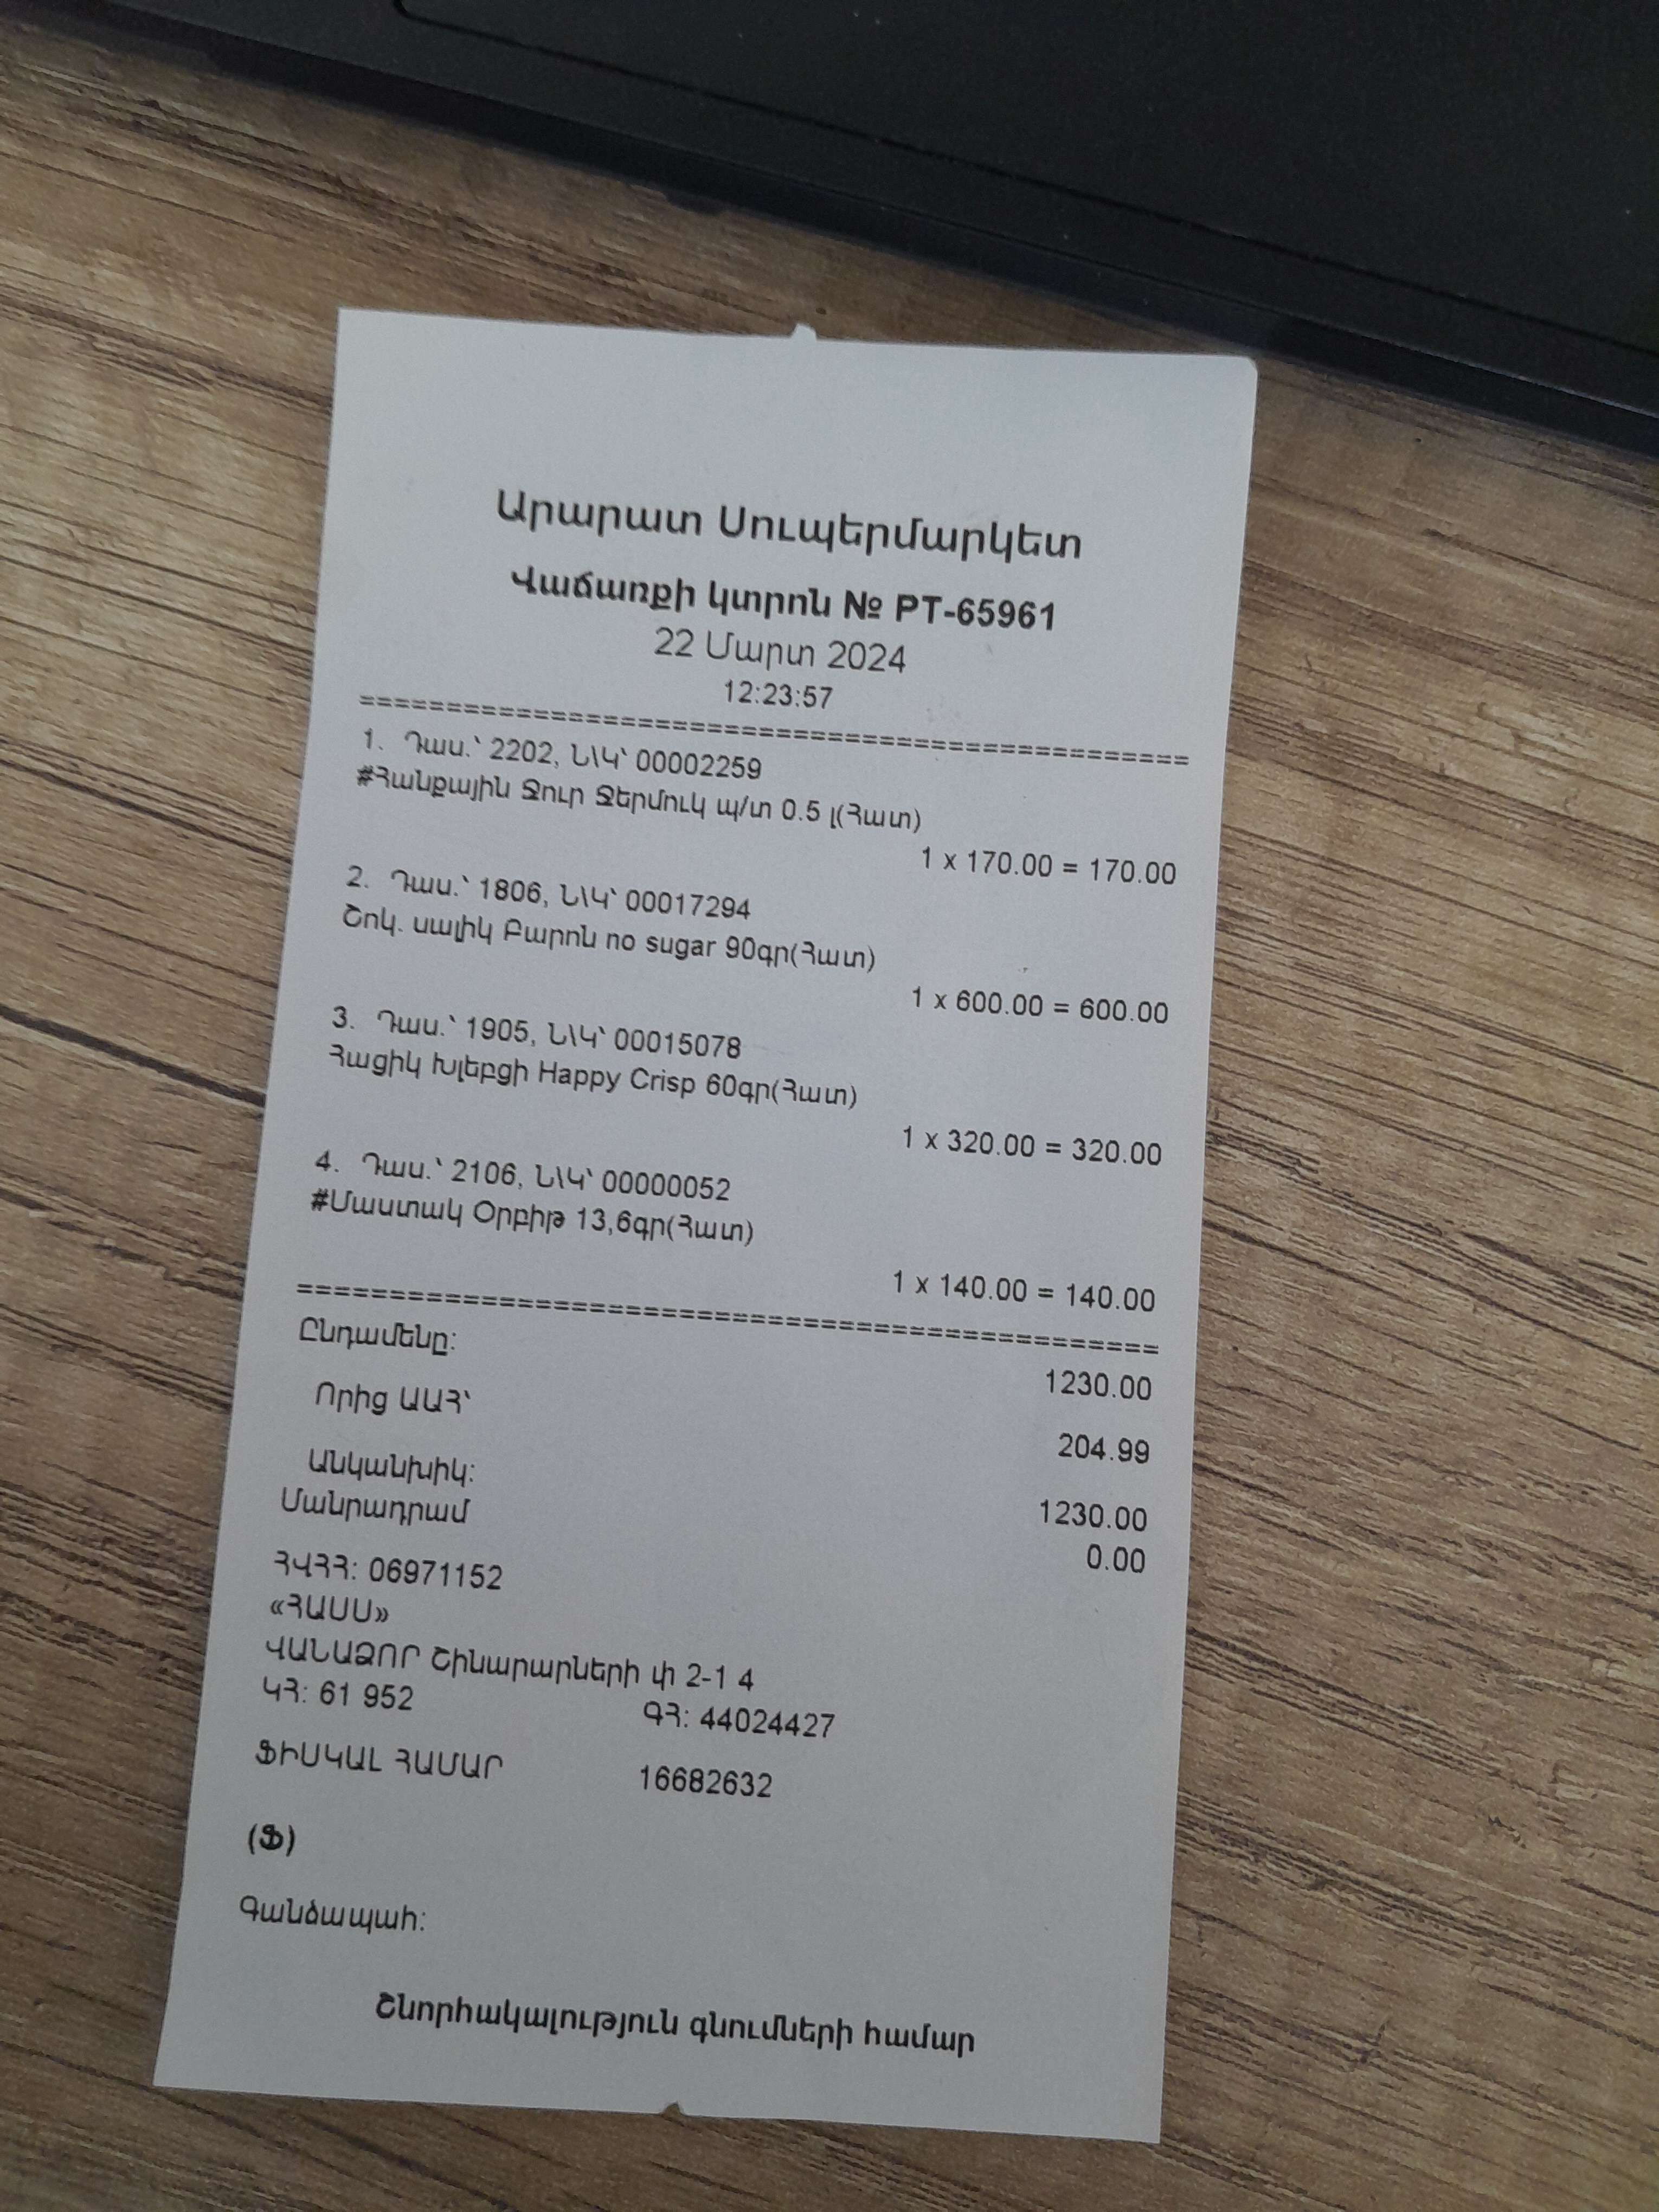 Արարատ Սուպերմարկետ
Վաճառքի կտրոն № PT-65961
22 Մարտ 2024
12:23:57
==================================================
1. Դաս.՝ 2202, Ն\Կ՝ 00002259
#Հանքային Ջուր Ջերմուկ պ/տ 0.5 լ(Հատ)
1 x 170.00 = 170.00
2. Դաս.՝ 1806, Ն\Կ՝ 00017294
Շոկ. սալիկ Բարոն no sugar 90գր(Հատ)
1 x 600.00 = 600.00
3. Դաս.՝ 1905, Ն\Կ՝ 00015078
Հացիկ Խլեբցի Happy Crisp 60գր(Հատ)
1 x 320.00 = 320.00
4. Դաս.՝ 2106, Ն\Կ՝ 00000052
#Մաստակ Օրբիթ 13,6գր(Հատ)
1 x 140.00 = 140.00
==================================================
Ընդամենը: 1230.00
Որից ԱԱՀ՝ 204.99
Անկանխիկ: 1230.00
Մանրադրամ 0.00
ՀՎՀՀ: 06971152
«ՀԱՍՍ»
ՎԱՆԱՁՈՐ Շինարարների փ 2-1 4
ԿՀ: 61 952 ԳՀ: 44024427
ՖԻՍԿԱԼ ՀԱՄԱՐ 16682632
(Ֆ)
Գանձապահ:
Շնորհակալություն գնումների համար